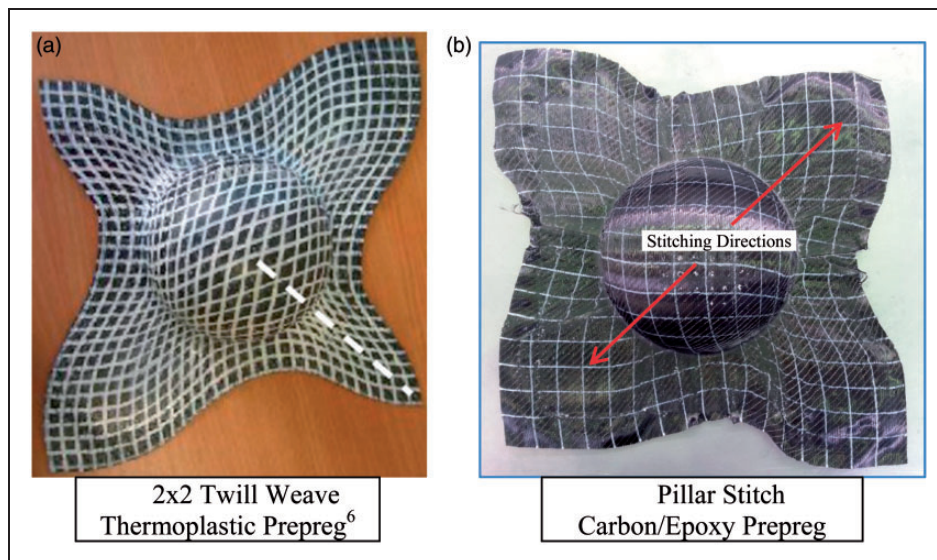 (a)
(b)
Stitching Directions
2x2 Twill Weave
Thermoplastic Prepreg⁶
Pillar Stitch
Carbon/Epoxy Prepreg